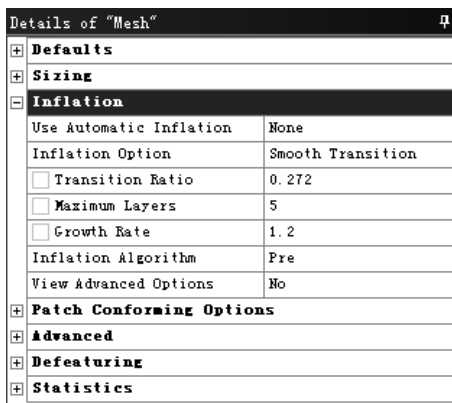 Details of "Mesh"
Defaults
Sizing
Inflation
Use Automatic Inflation None
Inflation Option Smooth Transition
Transition Ratio 0.272
Maximum Layers 5
Growth Rate 1.2
Inflation Algorithm Pre
View Advanced Options No
Patch Conforming Options
Advanced
Defeaturing
Statistics